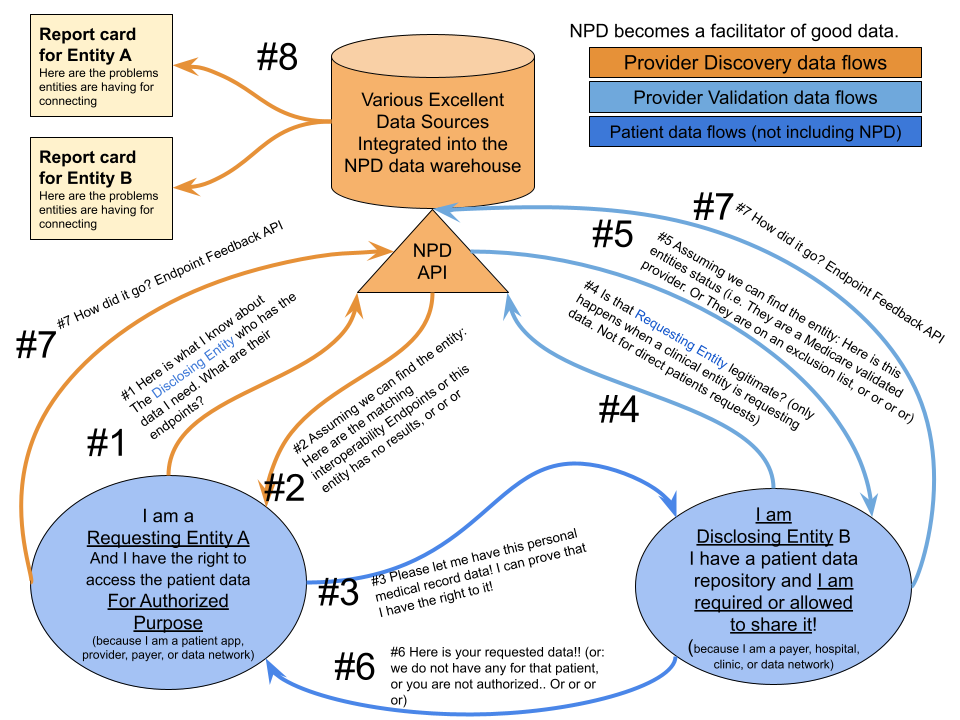 Report card
for Entity A
Here are the problems
entities are having for
connecting
Report card
for Entity B
Here are the problems
entities are having for
connecting
#8
Various Excellent
Data Sources
Integrated into the
NPD data warehouse
NPD
API
NPD becomes a facilitator of good data.
Provider Discovery data flows
Provider Validation data flows
Patient data flows (not including NPD)
#7
#7 How did it go? Endpoint Feedback API
#1
#1 Here is what I know about
The Disclosing Entity who has the
data I need. What are their
endpoints?
#2
#2 Assuming we can find the entity:
Here are the matching
interoperability Endpoints or this
entity has no results, or or or
#7
#7 How did it go? Endpoint Feedback API
#5
#5 Assuming we can find the entity: Here is this
entities status (i.e. They are a Medicare validated
provider. Or They are on an exclusion list. or or or or)
#4
#4 Is that Requesting Entity legitimate? (only
happens when a clinical entity is requesting
data. Not for direct patients requests)
I am a
Requesting Entity A
And I have the right to
access the patient data
For Authorized
Purpose
(because I am a patient app,
provider, payer, or data network)
#3
#3 Please let me have this personal
medical record data! I can prove that
I have the right to it!
#6
#6 Here is your requested data!! (or:
we do not have any for that patient,
or you are not authorized.. Or or or
or)
I am
Disclosing Entity B
I have a patient data
repository and I am
required or allowed
to share it!
(because I am a payer, hospital,
clinic, or data network)